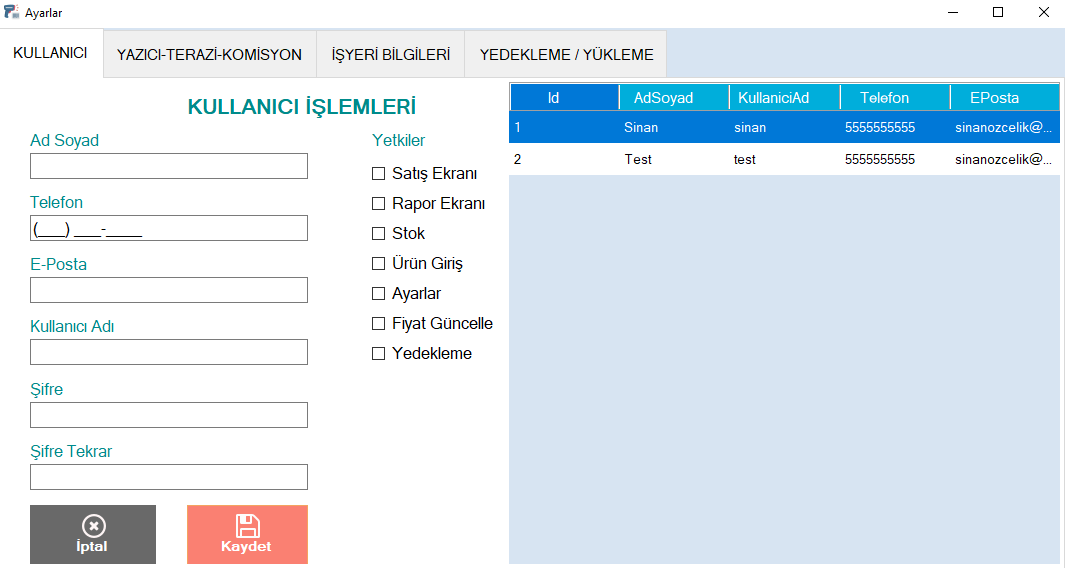 Ayarlar
KULLANICI
YAZICI-TERAZİ-KOMİSYON
İŞYERİ BİLGİLERİ
YEDEKLEME / YÜKLEME
KULLANICI İŞLEMLERİ
Ad Soyad
Telefon
(___) ___-____
E-Posta
Kullanıcı Adı
Şifre
Şifre Tekrar
İptal
Kaydet
Yetkiler
Satış Ekranı
Rapor Ekranı
Stok
Ürün Giriş
Ayarlar
Fiyat Güncelle
Yedekleme
Id AdSoyad KullaniciAd Telefon EPosta
1 Sinan sinan 5555555555 sinanozcelik@...
2 Test test 5555555555 sinanozcelik@...